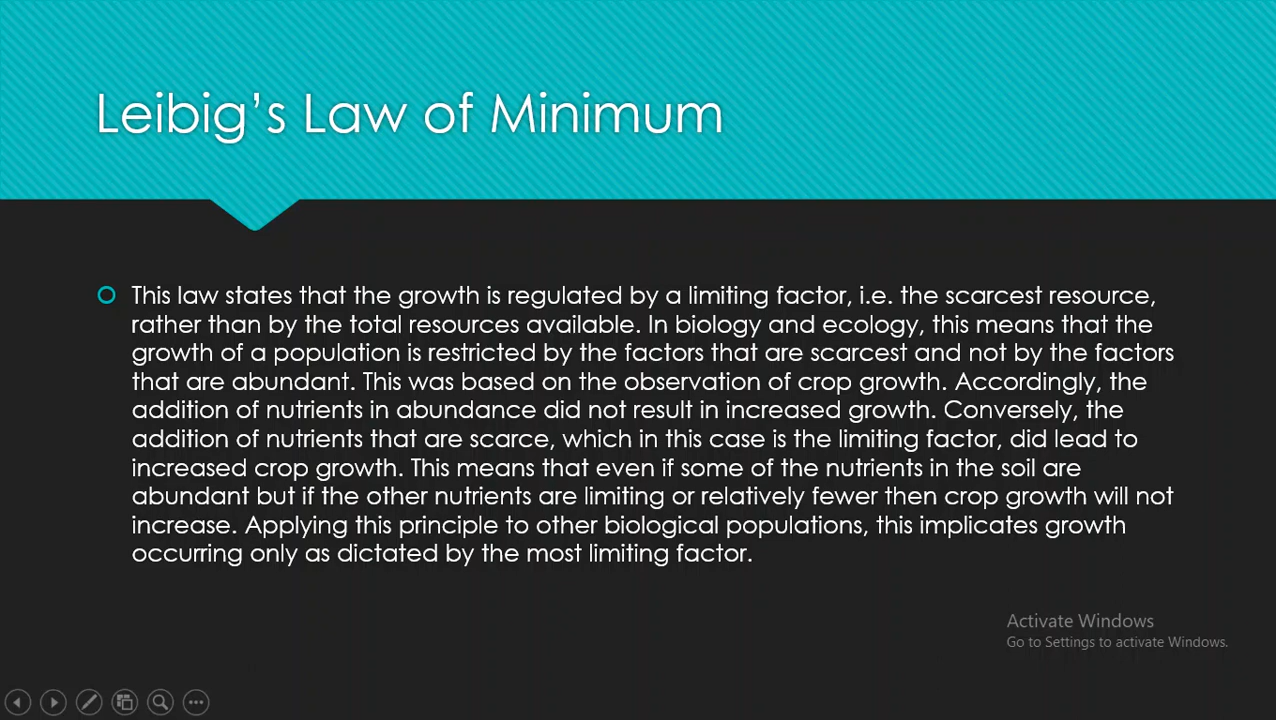 Leibig's Law of Minimum
This law states that the growth is regulated by a limiting factor, i.e. the scarcest resource,
rather than by the total resources available. In biology and ecology, this means that the
growth of a population is restricted by the factors that are scarcest and not by the factors
that are abundant. This was based on the observation of crop growth. Accordingly, the
addition of nutrients in abundance did not result in increased growth. Conversely, the
addition of nutrients that are scarce, which in this case is the limiting factor, did lead to
increased crop growth. This means that even if some of the nutrients in the soil are
abundant but if the other nutrients are limiting or relatively fewer then crop growth will not
increase. Applying this principle to other biological populations, this implicates growth
occurring only as dictated by the most limiting factor.
Activate Windows
Go to Settings to activate Windows.